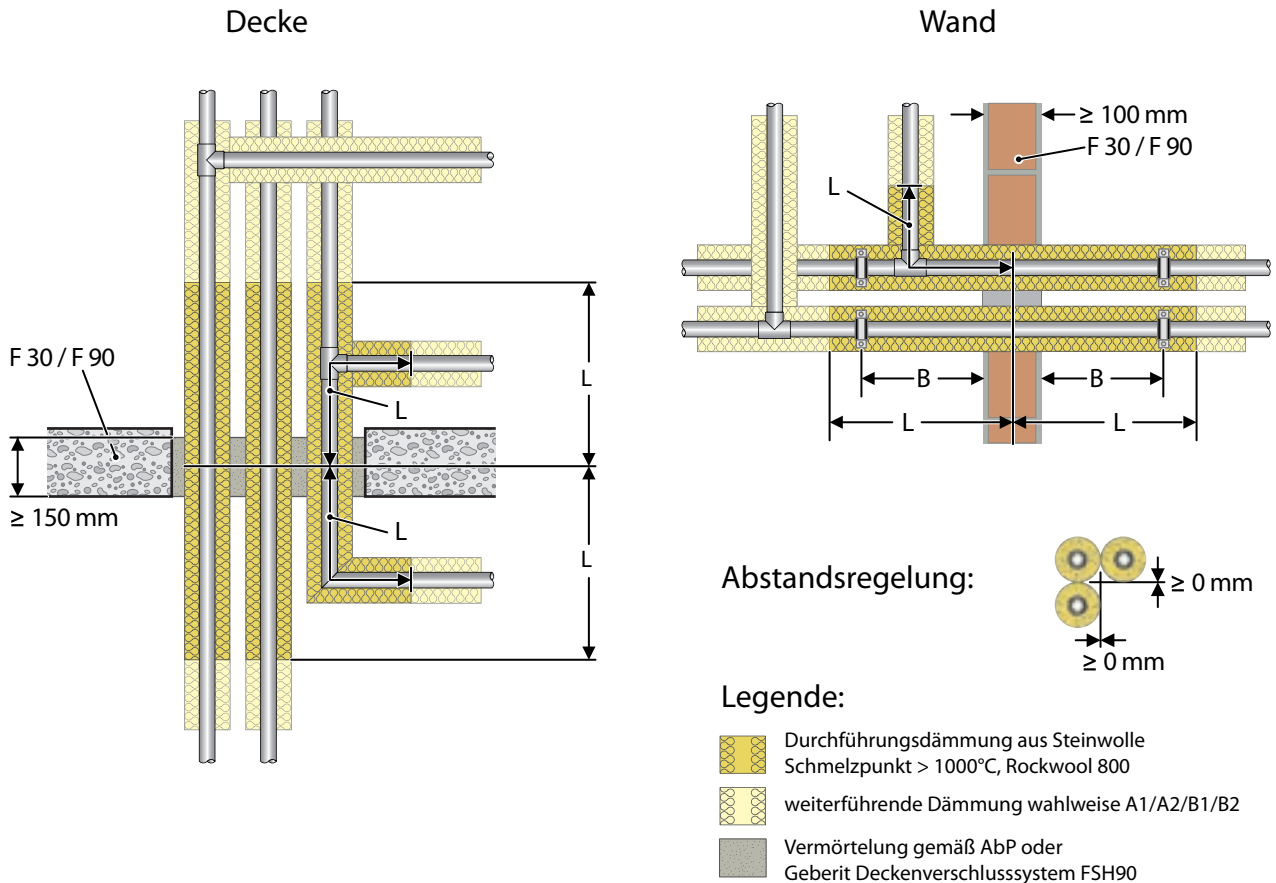 Decke
F 30 / F 90
≥ 150 mm
L
L
L
L
Wand
≥ 100 mm
F 30 / F 90
L
B
B
L
L
Abstandsregelung:
≥ 0 mm
≥ 0 mm
Legende:
Durchführungsdämmung aus Steinwolle
Schmelzpunkt > 1000°C, Rockwool 800
weiterführende Dämmung wahlweise A1/A2/B1/B2
Vermörtelung gemäß AbP oder
Geberit Deckenverschlusssystem FSH90